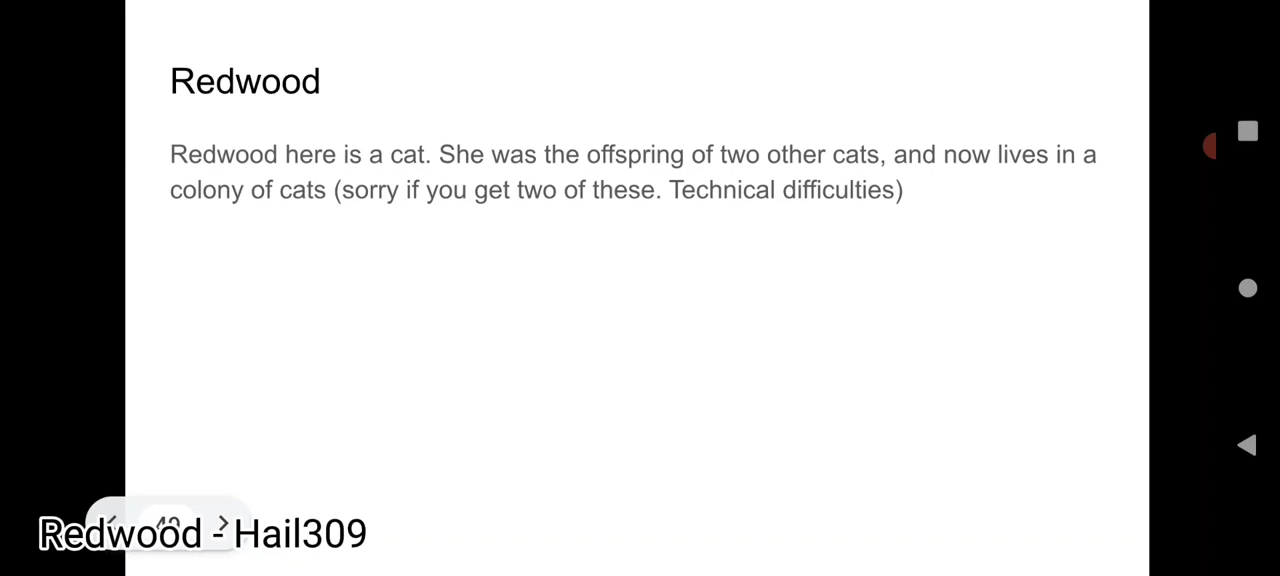 Redwood
Redwood here is a cat. She was the offspring of two other cats, and now lives in a
colony of cats (sorry if you get two of these. Technical difficulties)
Redwood - Hail309